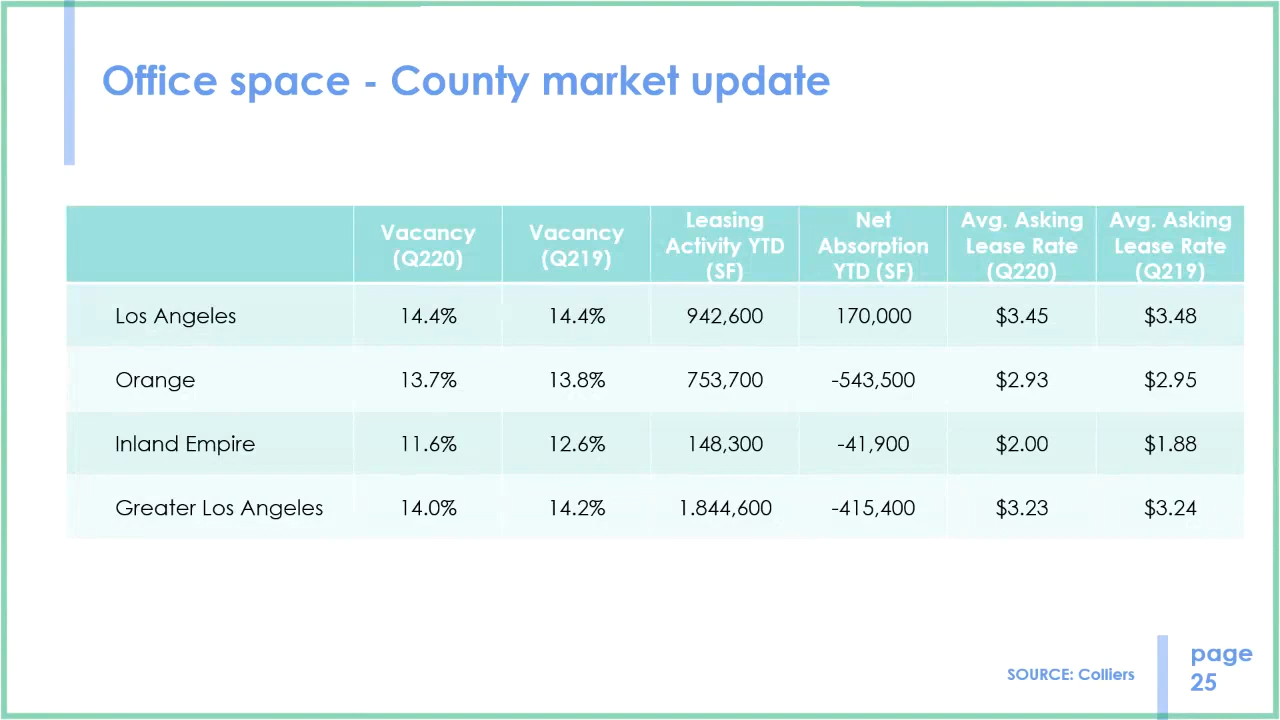 Office space - County market update
Vacancy (Q220) Vacancy (Q219) Leasing Activity YTD (SF) Net Absorption YTD (SF) Avg. Asking Lease Rate (Q220) Avg. Asking Lease Rate (Q219)
Los Angeles 14.4% 14.4% 942,600 170,000 $3.45 $3.48
Orange 13.7% 13.8% 753,700 -543,500 $2.93 $2.95
Inland Empire 11.6% 12.6% 148,300 -41,900 $2.00 $1.88
Greater Los Angeles 14.0% 14.2% 1.844,600 -415,400 $3.23 $3.24
SOURCE: Colliers
page
25